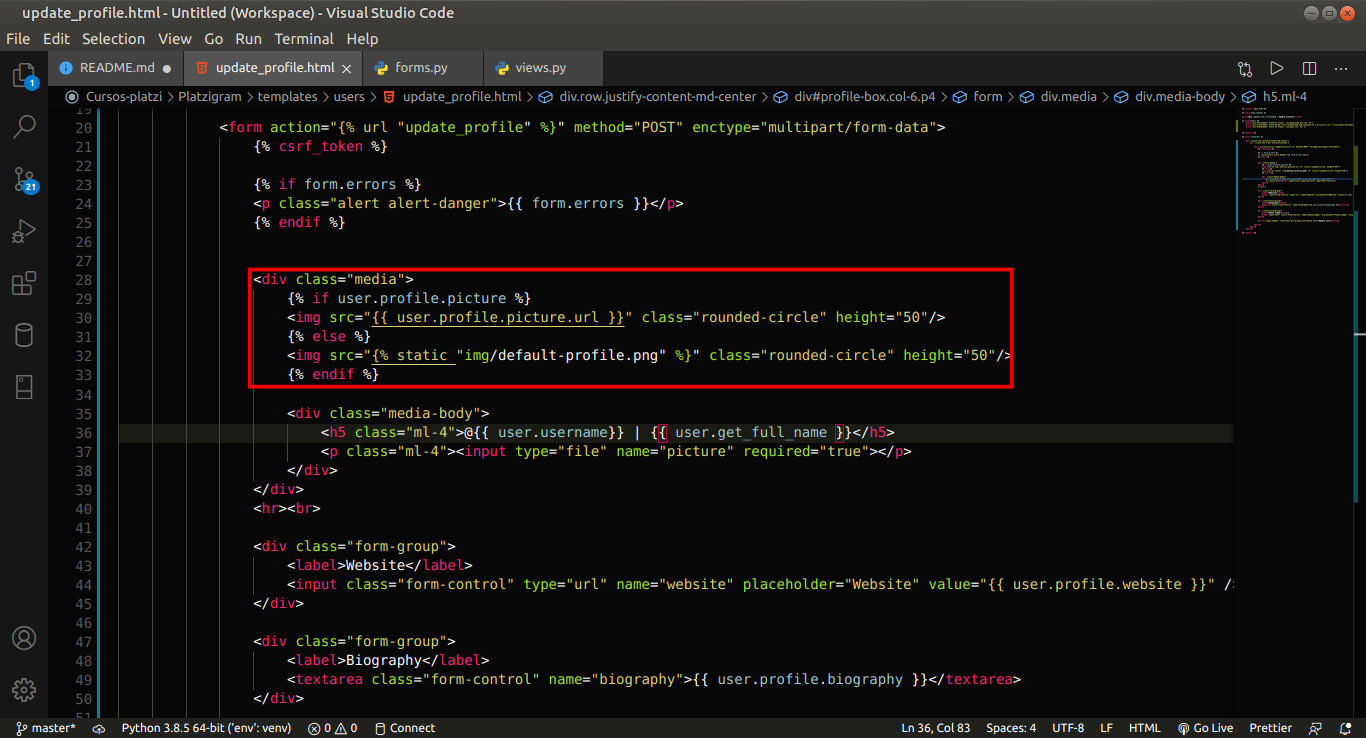 update_profile.html - Untitled (Workspace) - Visual Studio Code
File Edit Selection View Go Run Terminal Help
README.md update_profile.html forms.py views.py
1
Cursos-platzi > Platzigram > templates > users > update_profile.html > div.row.justify-content-md-center > div#profile-box.col-6.p4 > form > div.media > div.media-body > h5.ml-4
19
20 <form action="{% url "update_profile" %}" method="POST" enctype="multipart/form-data">
21 {% csrf_token %}
22
23 {% if form.errors %}
24 <p class="alert alert-danger">{{ form.errors }}</p>
25 {% endif %}
26
27
28 <div class="media">
29 {% if user.profile.picture %}
30 <img src="{{ user.profile.picture.url }}" class="rounded-circle" height="50"/>
31 {% else %}
32 <img src="{% static "img/default-profile.png" %}" class="rounded-circle" height="50"/>
33 {% endif %}
34
35 <div class="media-body">
36 <h5 class="ml-4">@{{ user.username}} | {{ user.get_full_name }}</h5>
37 <p class="ml-4"><input type="file" name="picture" required="true"></p>
38 </div>
39 </div>
40 <hr><br>
41
42 <div class="form-group">
43 <label>Website</label>
44 <input class="form-control" type="url" name="website" placeholder="Website" value="{{ user.profile.website }}" /
45 </div>
46
47 <div class="form-group">
48 <label>Biography</label>
49 <textarea class="form-control" name="biography">{{ user.profile.biography }}</textarea>
50 </div>
51
21
master* Python 3.8.5 64-bit ('env': venv) 0 0 Connect Ln 36, Col 83 Spaces: 4 UTF-8 LF HTML Go Live Prettier